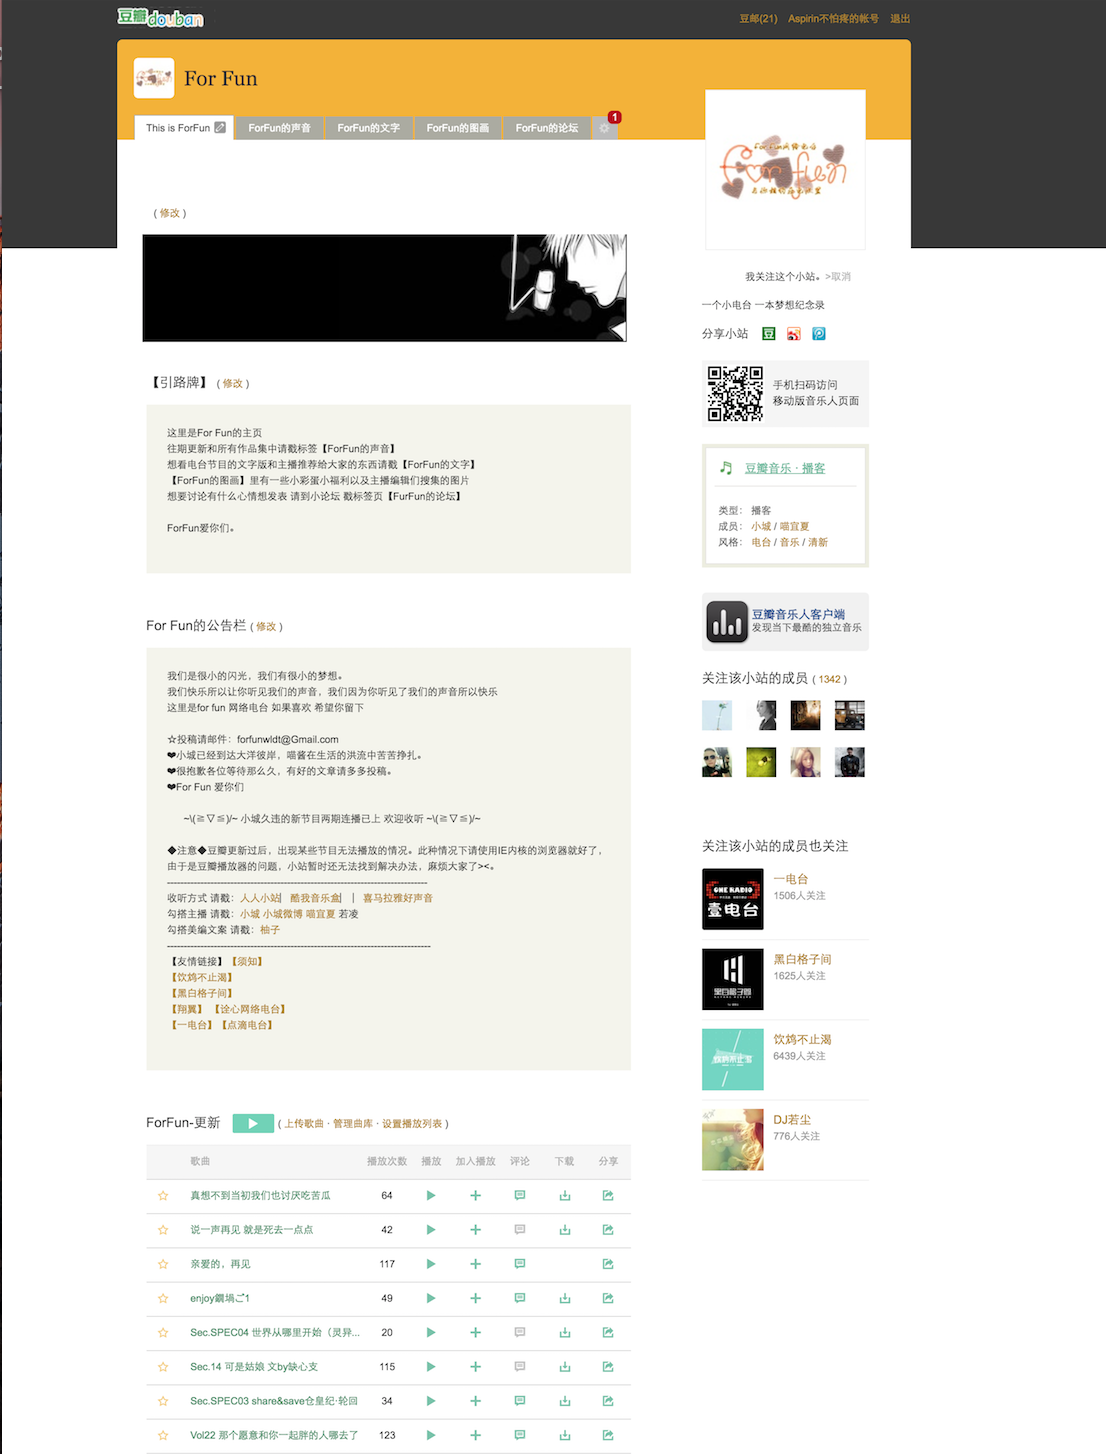 豆瓣douban
豆邮(21) Aspirin不怕疼的帐号 退出
For Fun
This is ForFun ForFun的声音 ForFun的文字 ForFun的图画 ForFun的论坛 1
( 修改 )
【引路牌】 ( 修改 )
这里是For Fun的主页
往期更新和所有作品集中请戳标签【ForFun的声音】
想看电台节目的文字版和主播推荐给大家的东西请戳【ForFun的文字】
【ForFun的图画】里有一些小彩蛋小福利以及主播编辑们搜集的图片
想要讨论有什么心情想发表 请到小论坛 戳标签页【FurFun的论坛】
ForFun爱你们。
For Fun的公告栏 ( 修改 )
我们是很小的闪光，我们有很小的梦想。
我们快乐所以让你听见我们的声音，我们因为你听见了我们的声音所以快乐
这里是for fun 网络电台 如果喜欢 希望你留下
☆投稿请邮件：forfunwldt@Gmail.com
❤小城已经到达大洋彼岸，喵酱在生活的洪流中苦苦挣扎。
❤很抱歉各位等待那么久，有好的文章请多多投稿。
❤For Fun 爱你们
~\(≧▽≦)/~ 小城久违的新节目两期连播已上 欢迎收听 ~\(≧▽≦)/~
◆注意◆豆瓣更新过后，出现某些节目无法播放的情况。此种情况下请使用IE内核的浏览器就好了，
由于是豆瓣播放器的问题，小站暂时还无法找到解决办法，麻烦大家了><。
--------------------------------------------------------------------------------
收听方式 请戳：人人小站| 酷我音乐盒| | 喜马拉雅好声音
勾搭主播 请戳：小城 小城微博 喵宜夏 若凌
勾搭美编文案 请戳：柚子
---------------------------------------------------------------------------------
【友情链接】【须知】
【饮鸩不止渴】
【黑白格子间】
【翔翼】 【诠心网络电台】
【一电台】【点滴电台】
ForFun-更新 ( 上传歌曲 · 管理曲库 · 设置播放列表 )
歌曲 播放次数 播放 加入播放 评论 下载 分享
真想不到当初我们也讨厌吃苦瓜 64
说一声再见 就是死去一点点 42
亲爱的，再见 117
enjoy鐧堝ご1 49
Sec.SPEC04 世界从哪里开始（灵异... 20
Sec.14 可是姑娘 文by缺心支 115
Sec.SPEC03 share&save仓皇纪·轮回 34
Vol22 那个愿意和你一起胖的人哪去了 123
For Fun网络电台
For fun
我关注这个小站。>取消
一个小电台 一本梦想纪念录
分享小站 豆
手机扫码访问
移动版音乐人页面
豆瓣音乐 · 播客
类型： 播客
成员： 小城 / 喵宜夏
风格： 电台 / 音乐 / 清新
豆瓣音乐人客户端
发现当下最酷的独立音乐
关注该小站的成员 ( 1342 )
关注该小站的成员也关注
ONE RADIO
壹电台
一电台
1506人关注
黑白格子间
黑白格子间
1625人关注
饮鸩不止渴
饮鸩不止渴
6439人关注
DJ若尘
776人关注